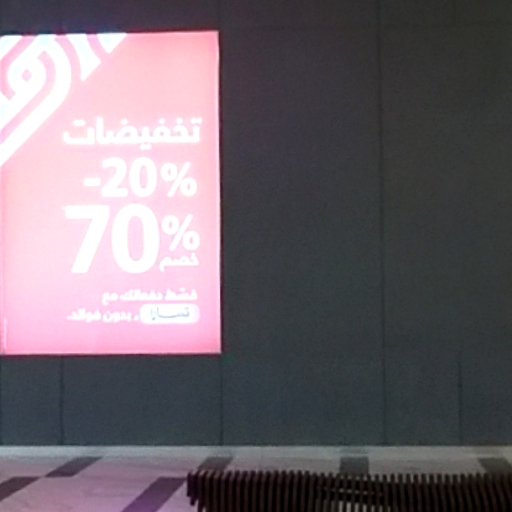 تخفيضات
20%-
70%
خصم
قسّط دفعاتك مع
تمارا، بدون فوائد.